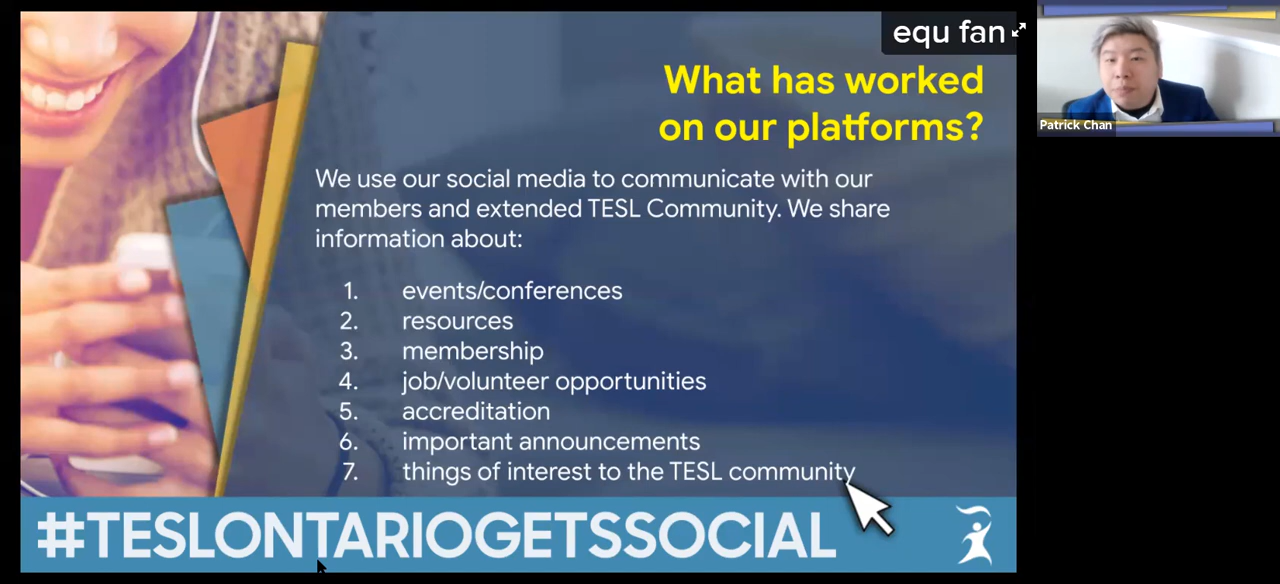 equ fan
What has worked
on our platforms?
We use our social media to communicate with our
members and extended TESL Community. We share
information about:
1. events/conferences
2. resources
3. membership
4. job/volunteer opportunities
5. accreditation
6. important announcements
7. things of interest to the TESL community
#TESLONTARIOGETSSOCIAL
Patrick Chan